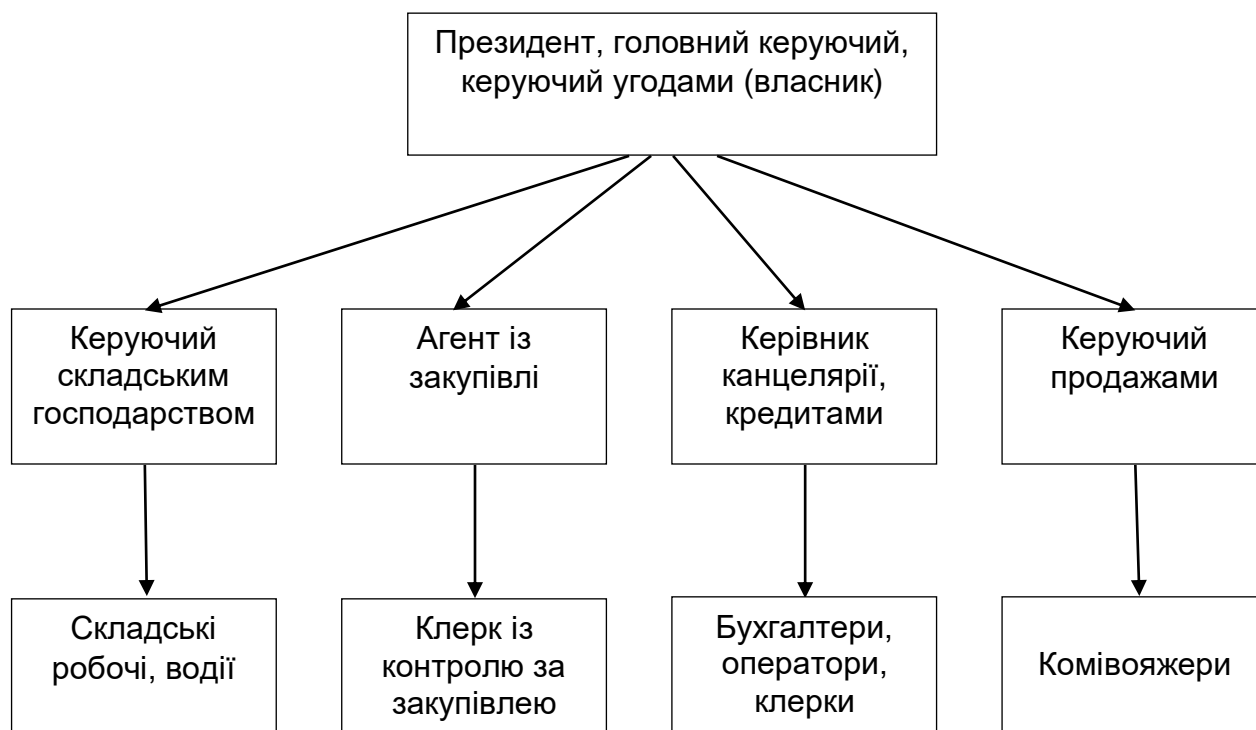 Президент, головний керуючий,
керуючий угодами (власник)
Керуючий
складським
господарством
Агент із
закупівлі
Керівник
канцелярії,
кредитами
Керуючий
продажами
Складські
робочі, водії
Клерк із
контролю за
закупівлею
Бухгалтери,
оператори,
клерки
Комівояжери